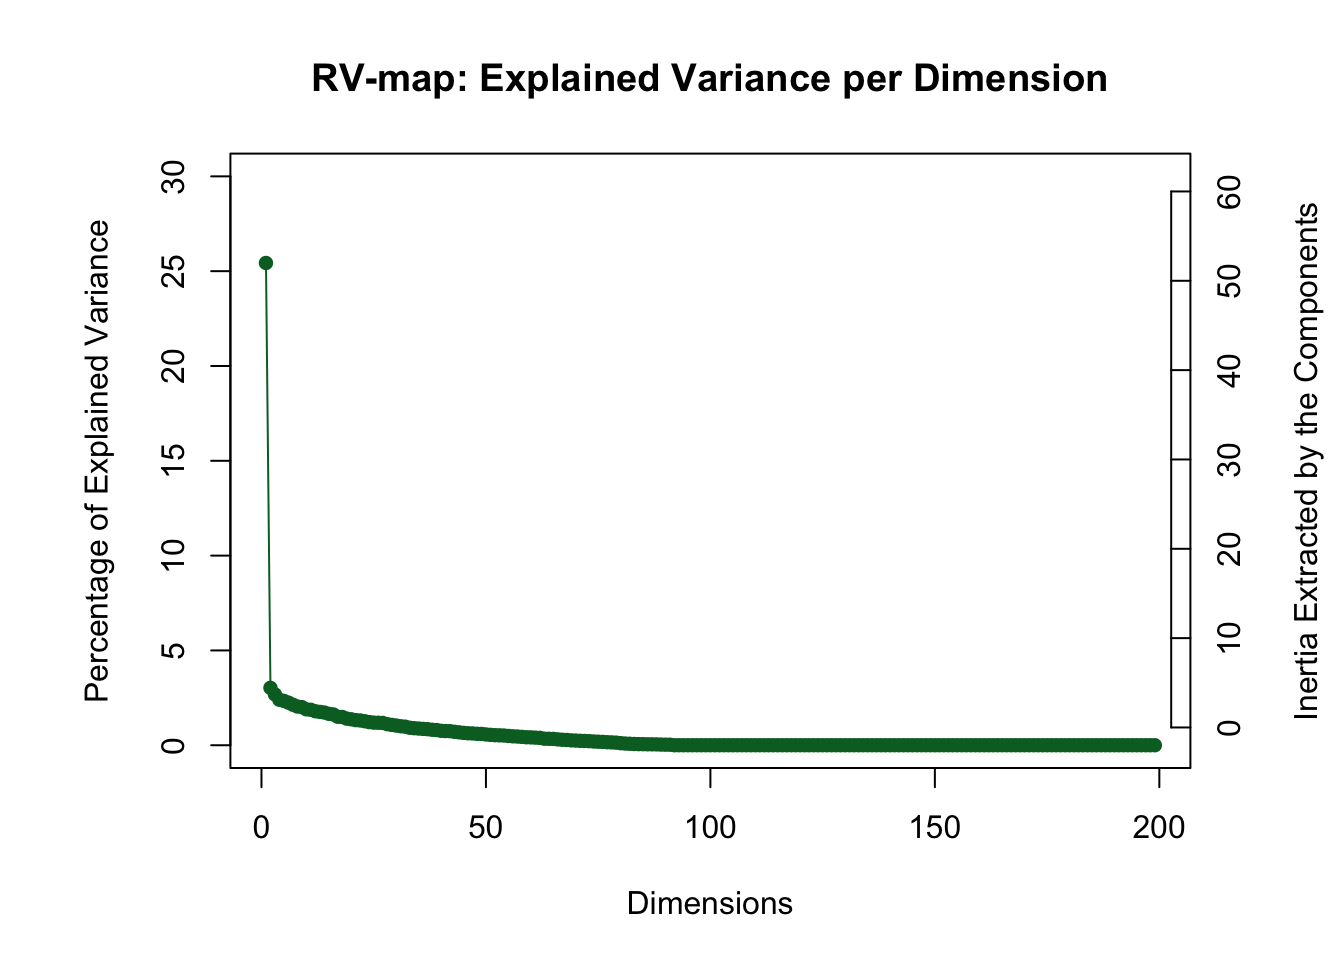 RV-map: Explained Variance per Dimension
Percentage of Explained Variance
30
25
20
15
10
5
0
60
50
40
30
20
10
0
Inertia Extracted by the Components
0 50 100 150 200
Dimensions